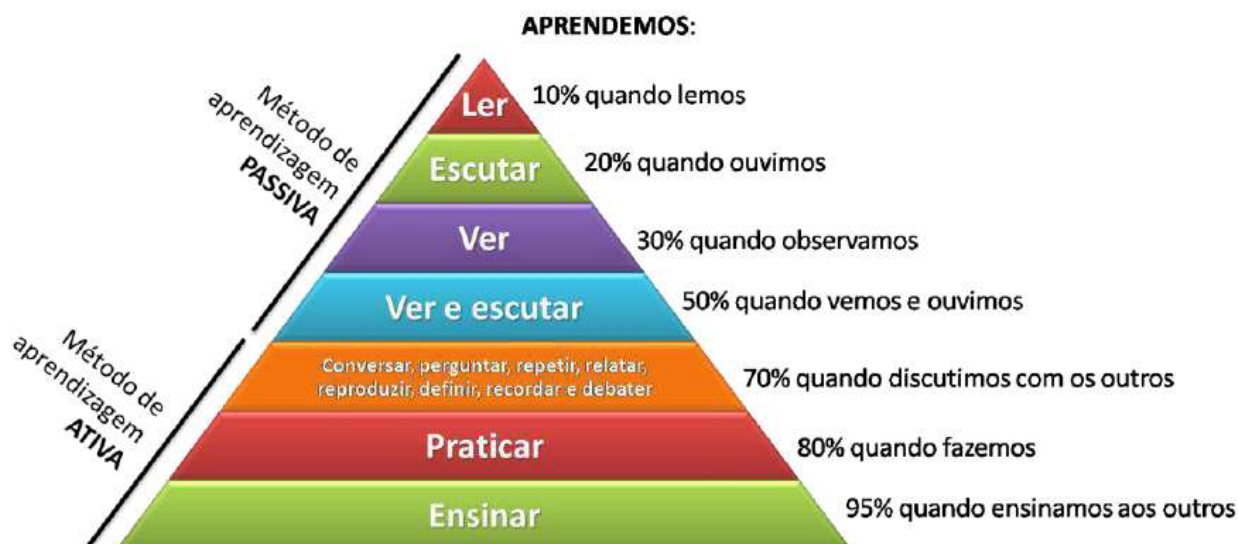 APRENDEMOS:
Método de
aprendizagem
PASSIVA
Ler
10% quando lemos
Escutar
20% quando ouvimos
Ver
30% quando observamos
Ver e escutar
50% quando vemos e ouvimos
Método de
aprendizagem
ATIVA
Conversar, perguntar, repetir, relatar,
reproduzir, definir, recordar e debater
70% quando discutimos com os outros
Praticar
80% quando fazemos
Ensinar
95% quando ensinamos aos outros